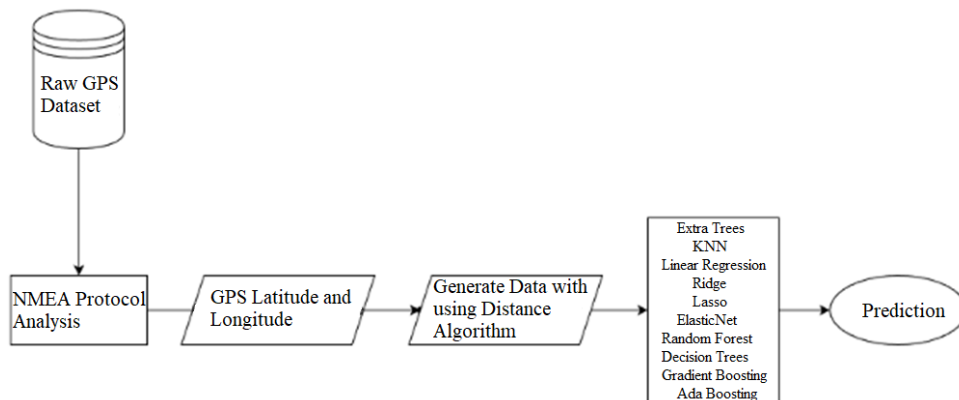 Raw GPS
Dataset
NMEA Protocol
Analysis
GPS Latitude and
Longitude
Generate Data with
using Distance
Algorithm
Extra Trees
KNN
Linear Regression
Ridge
Lasso
ElasticNet
Random Forest
Decision Trees
Gradient Boosting
Ada Boosting
Prediction